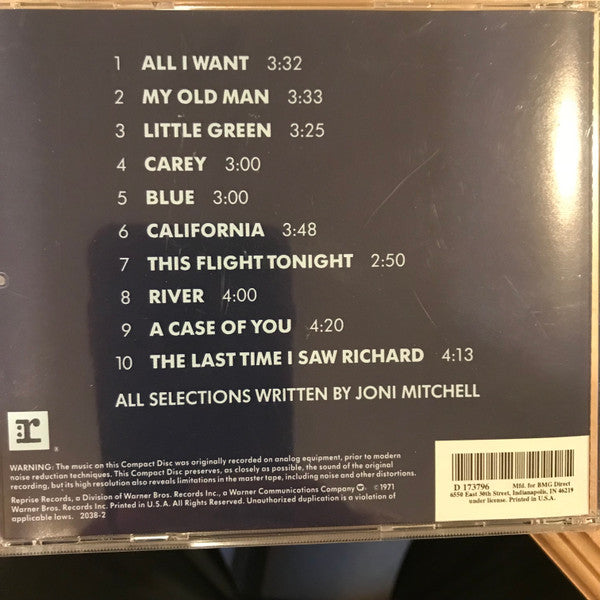 1 ALL I WANT 3:32
2 MY OLD MAN 3:33
3 LITTLE GREEN 3:25
4 CAREY 3:00
5 BLUE 3:00
6 CALIFORNIA 3:48
7 THIS FLIGHT TONIGHT 2:50
8 RIVER 4:00
9 A CASE OF YOU 4:20
10 THE LAST TIME I SAW RICHARD 4:13
ALL SELECTIONS WRITTEN BY JONI MITCHELL
:r ®
WARNING: The music on this Compact Disc was originally recorded on analog equipment, prior to modern
noise reduction techniques. This Compact Disc preserves, as closely as possible, the sound of the original
recording, but its high resolution also reveals limitations in the master tape, including noise and other distortions.
Reprise Records, a Division of Warner Bros. Records Inc., a Warner Communications Company ℗ ©1971
Warner Bros. Records Inc. Printed in U.S.A. All Rights Reserved. Unauthorized duplication is a violation of
applicable laws. 2038-2
D 173796 Mfd. for BMG Direct
6550 East 30th Street, Indianapolis, IN 46219
under license. Printed in U.S.A.